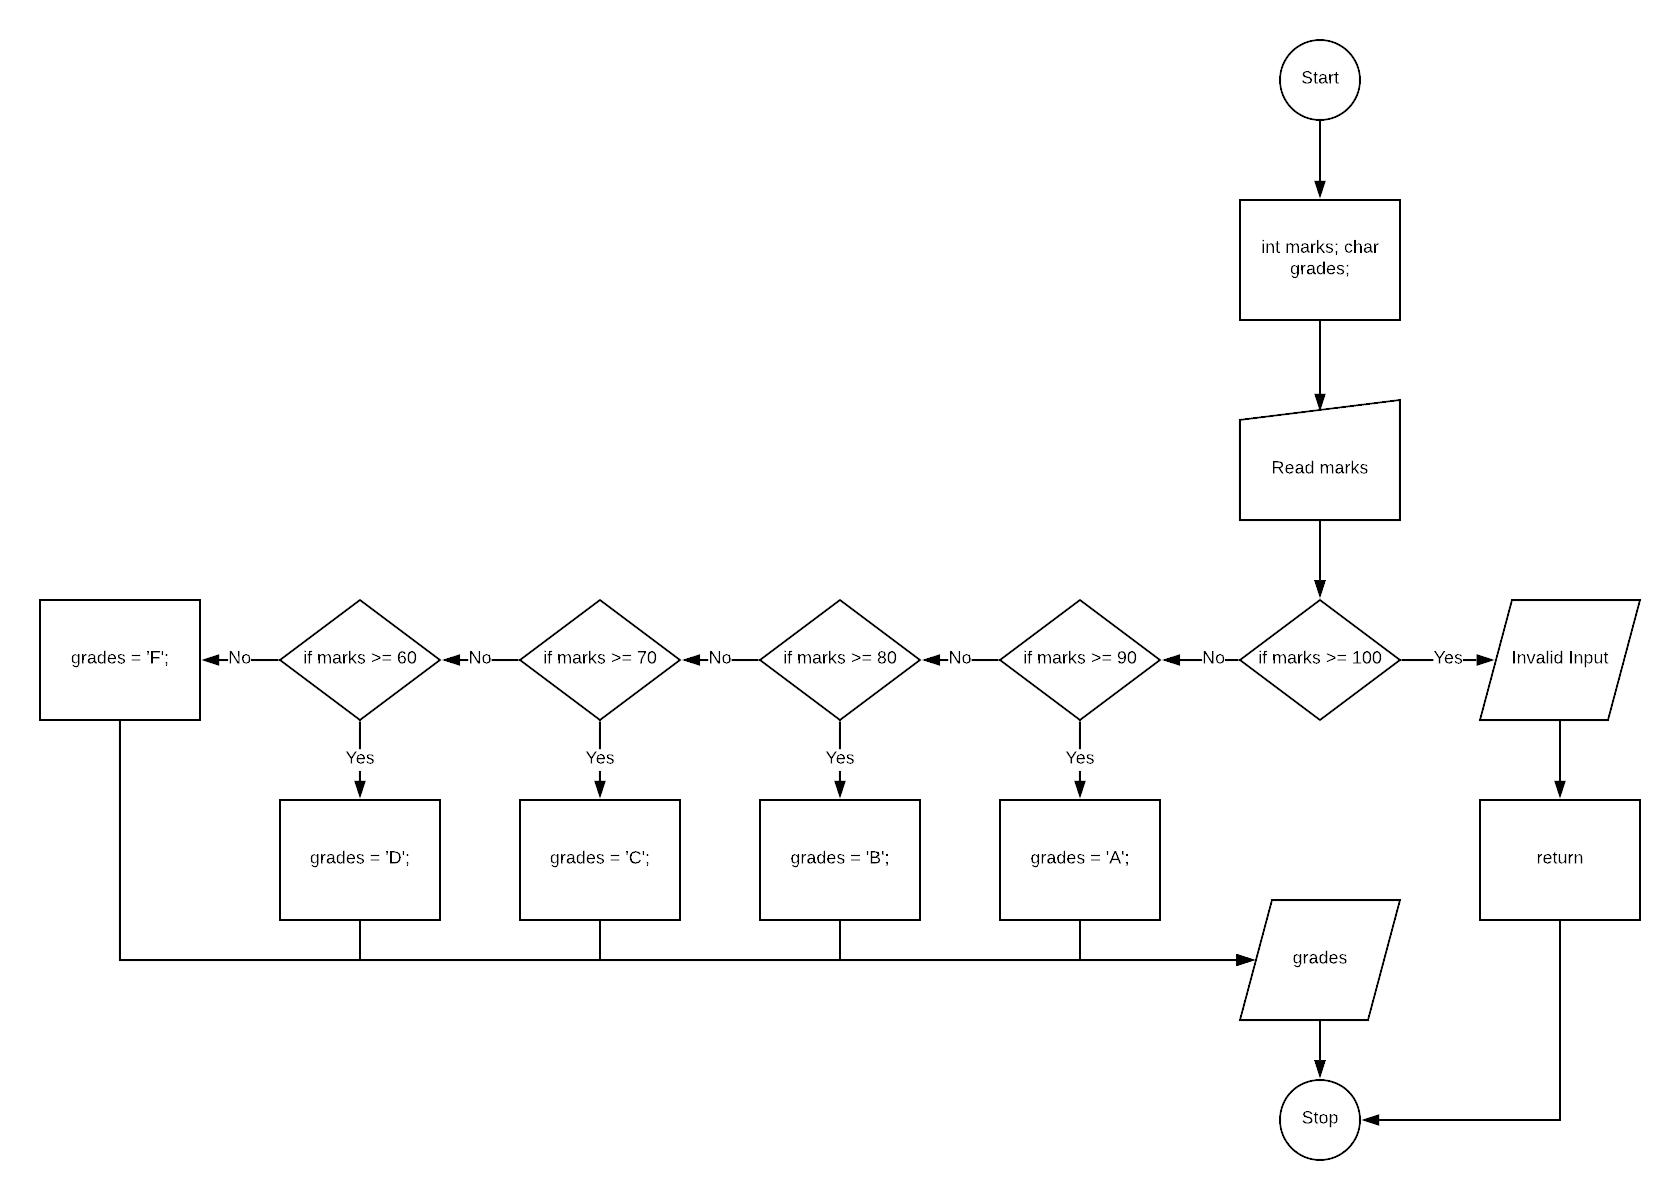 Start
int marks; char
grades;
Read marks
grades = 'F';
No
if marks >= 60
No
if marks >= 70
No
if marks >= 80
No
if marks >= 90
No
if marks >= 100
Yes
Invalid Input
Yes
Yes
Yes
Yes
grades = 'D';
grades = 'C';
grades = 'B';
grades = 'A';
return
grades
Stop